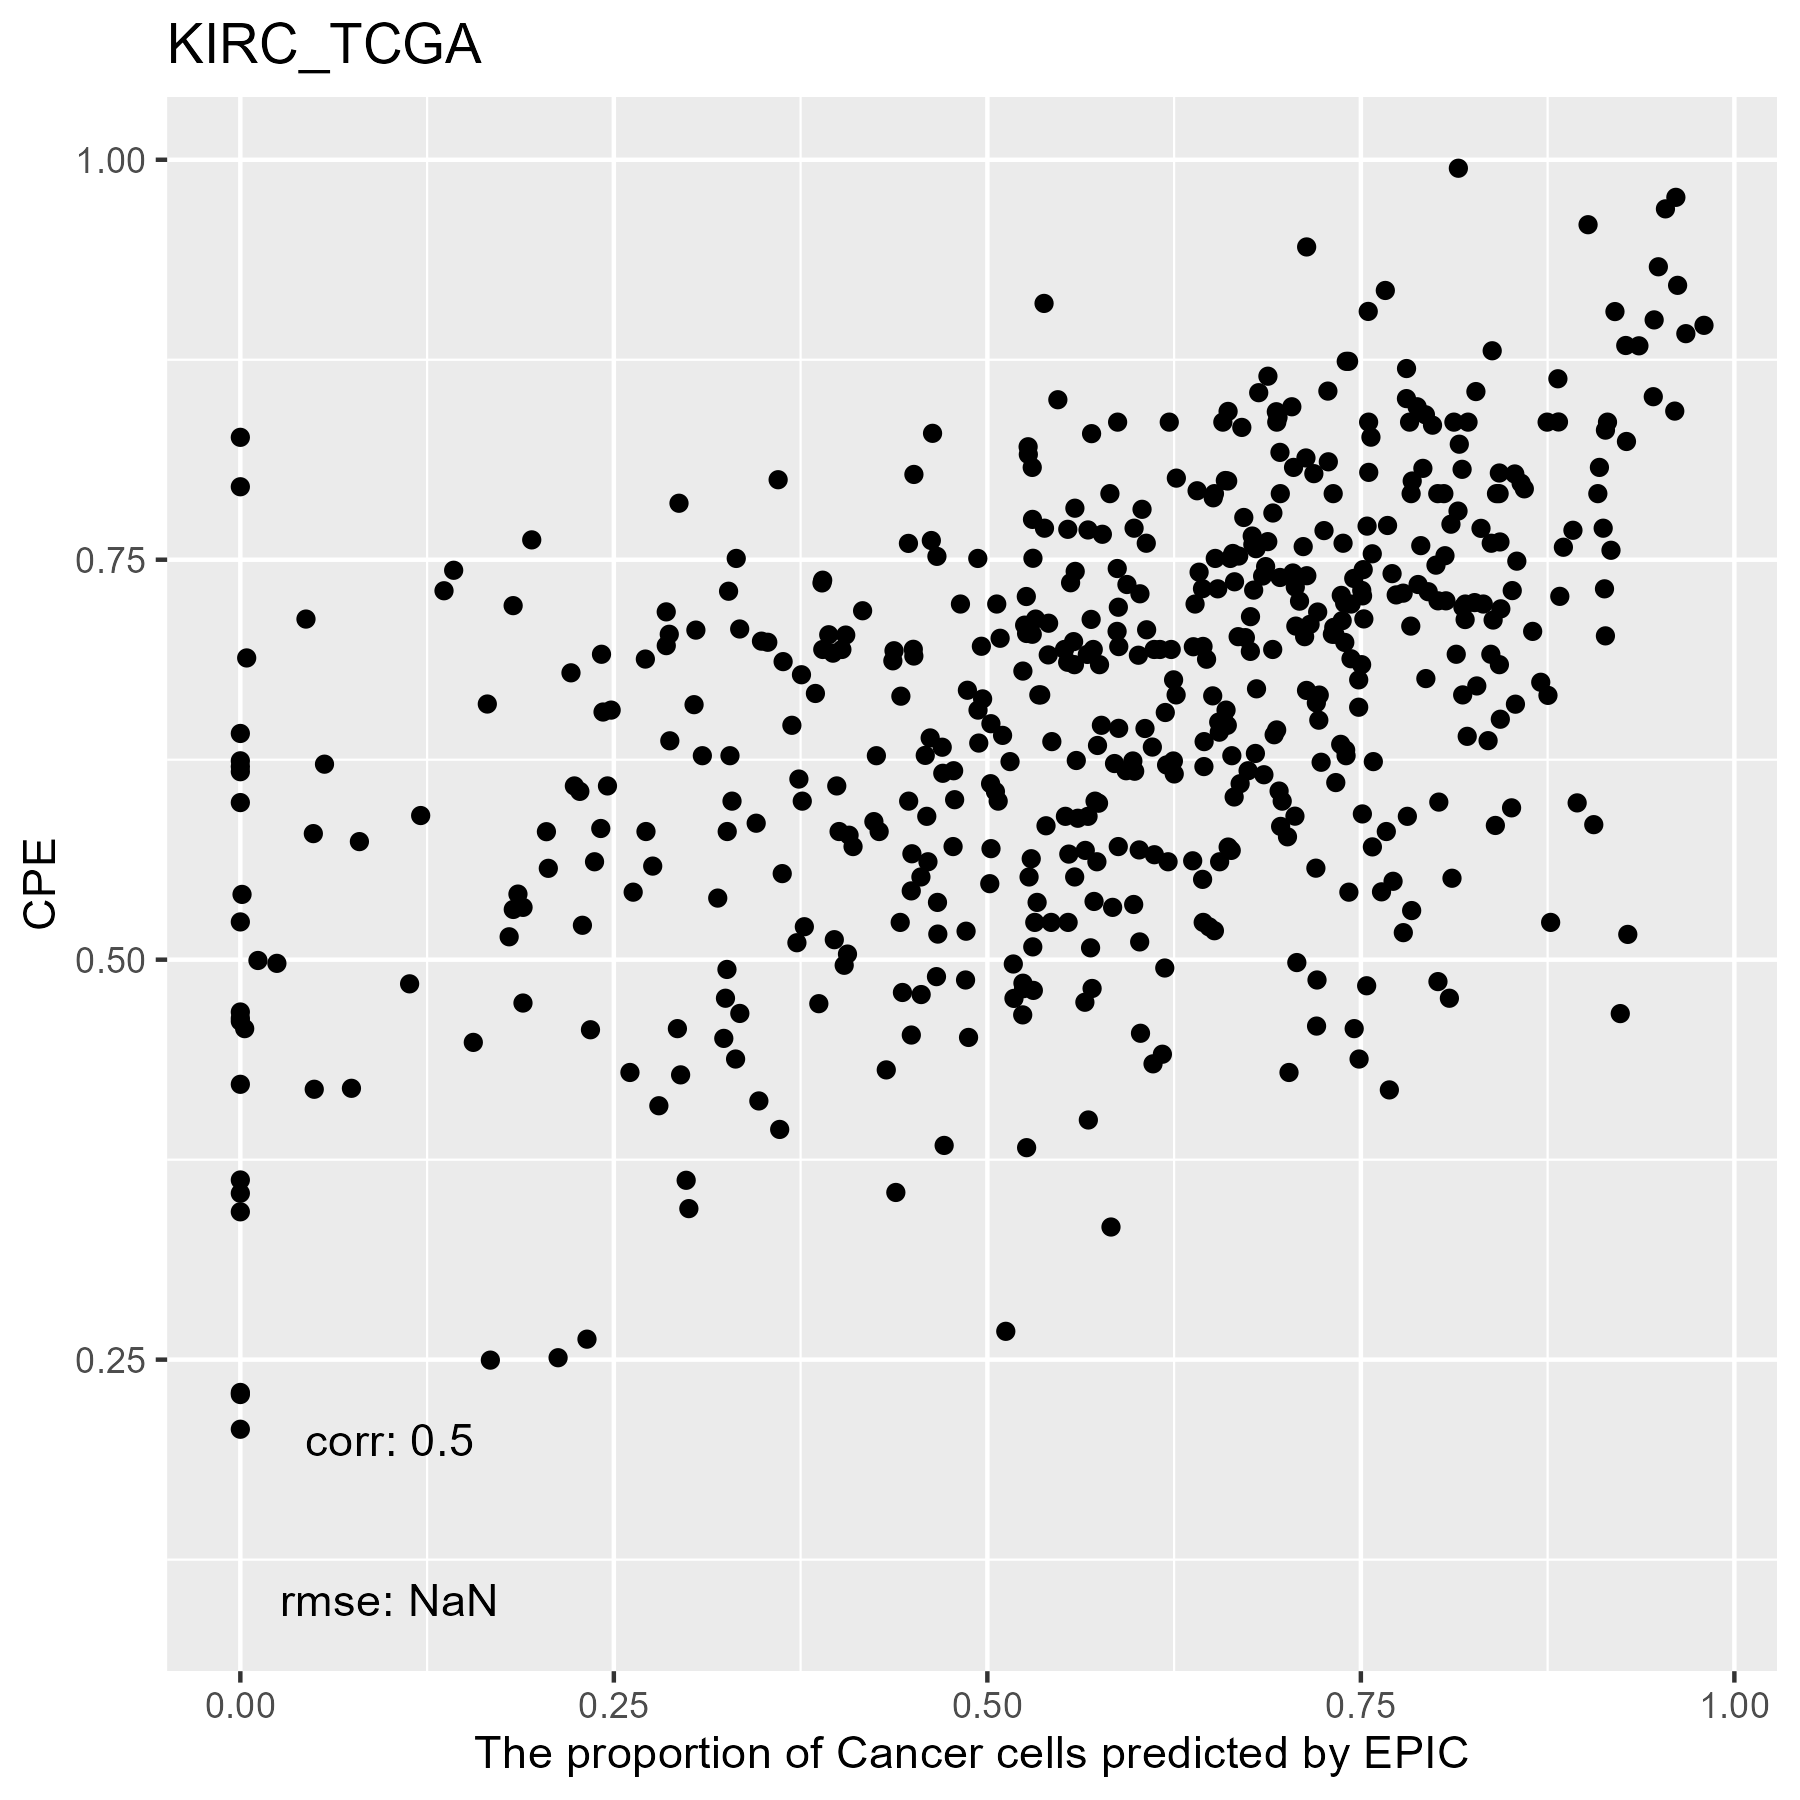 KIRC_TCGA
1.00
0.75
0.50
0.25
CPE
corr: 0.5
rmse: NaN
0.00 0.25 0.50 0.75 1.00
The proportion of Cancer cells predicted by EPIC